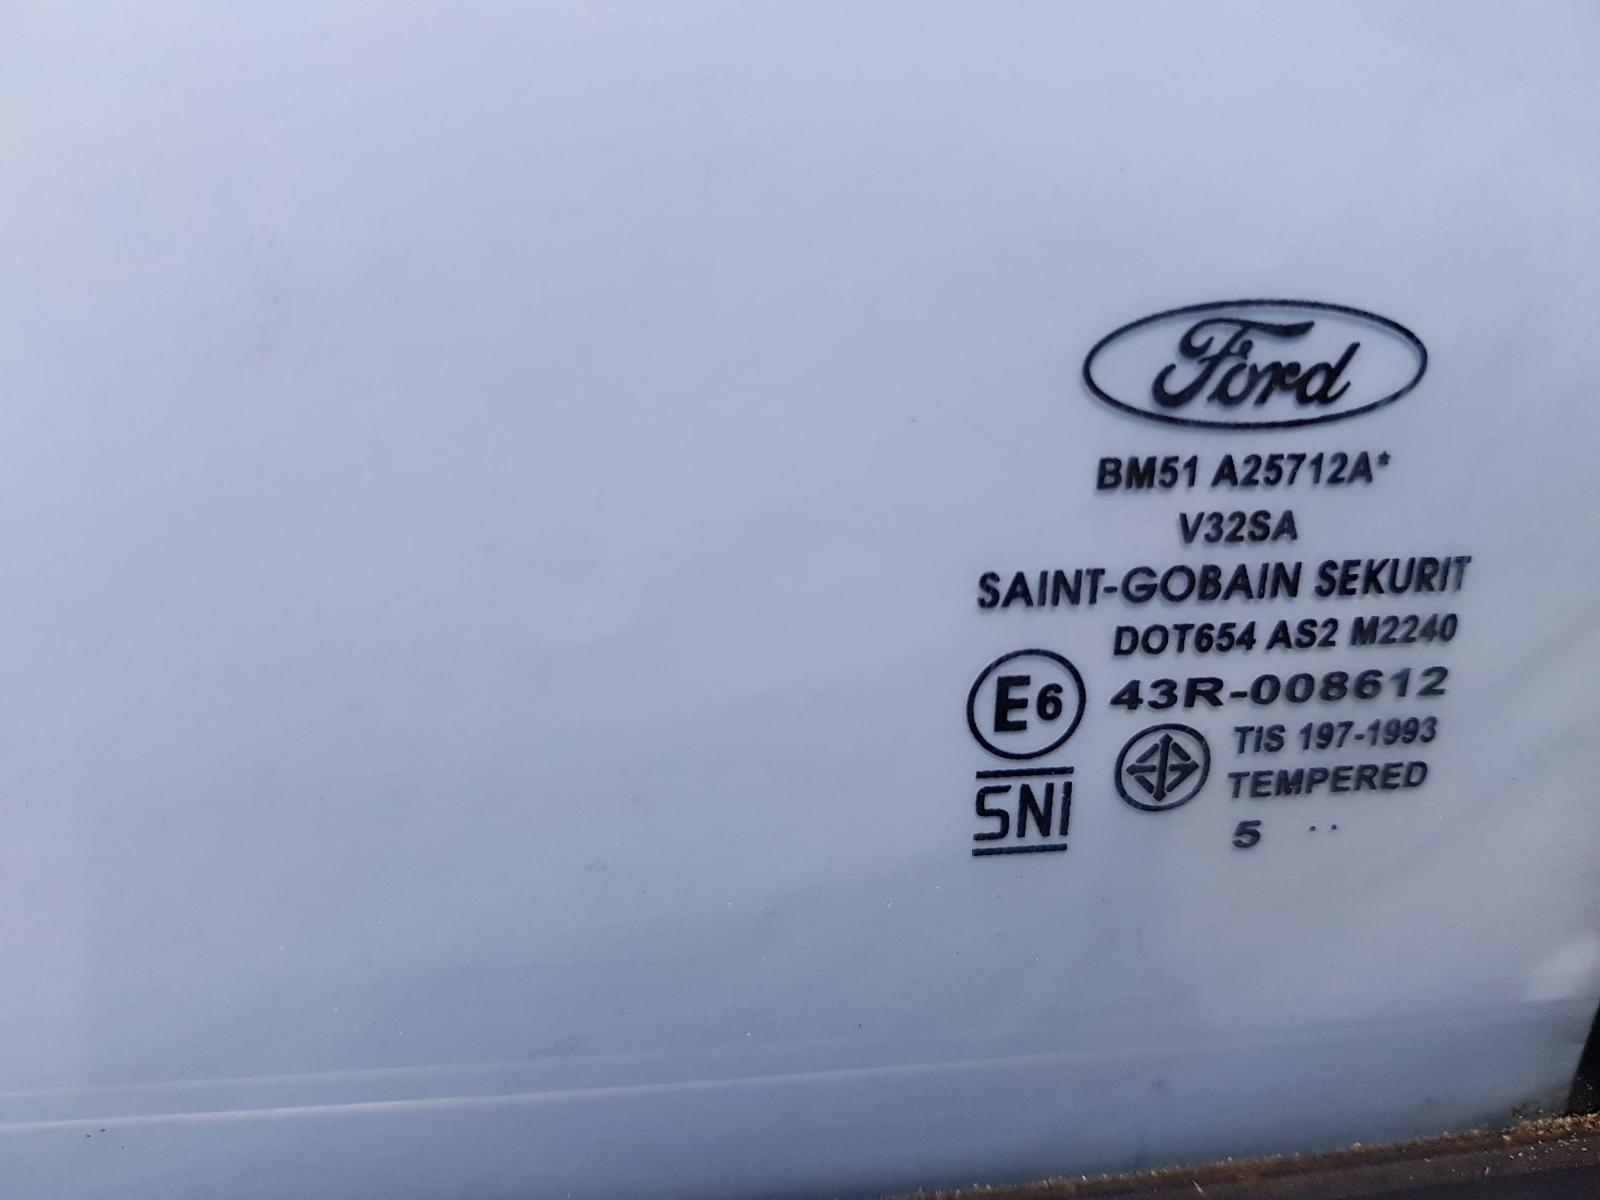 Ford
BM51 A25712A*
V32SA
SAINT-GOBAIN SEKURIT
DOT654 AS2 M2240
E6 43R-008612
TIS 197-1993
SNI TEMPERED
5 ..